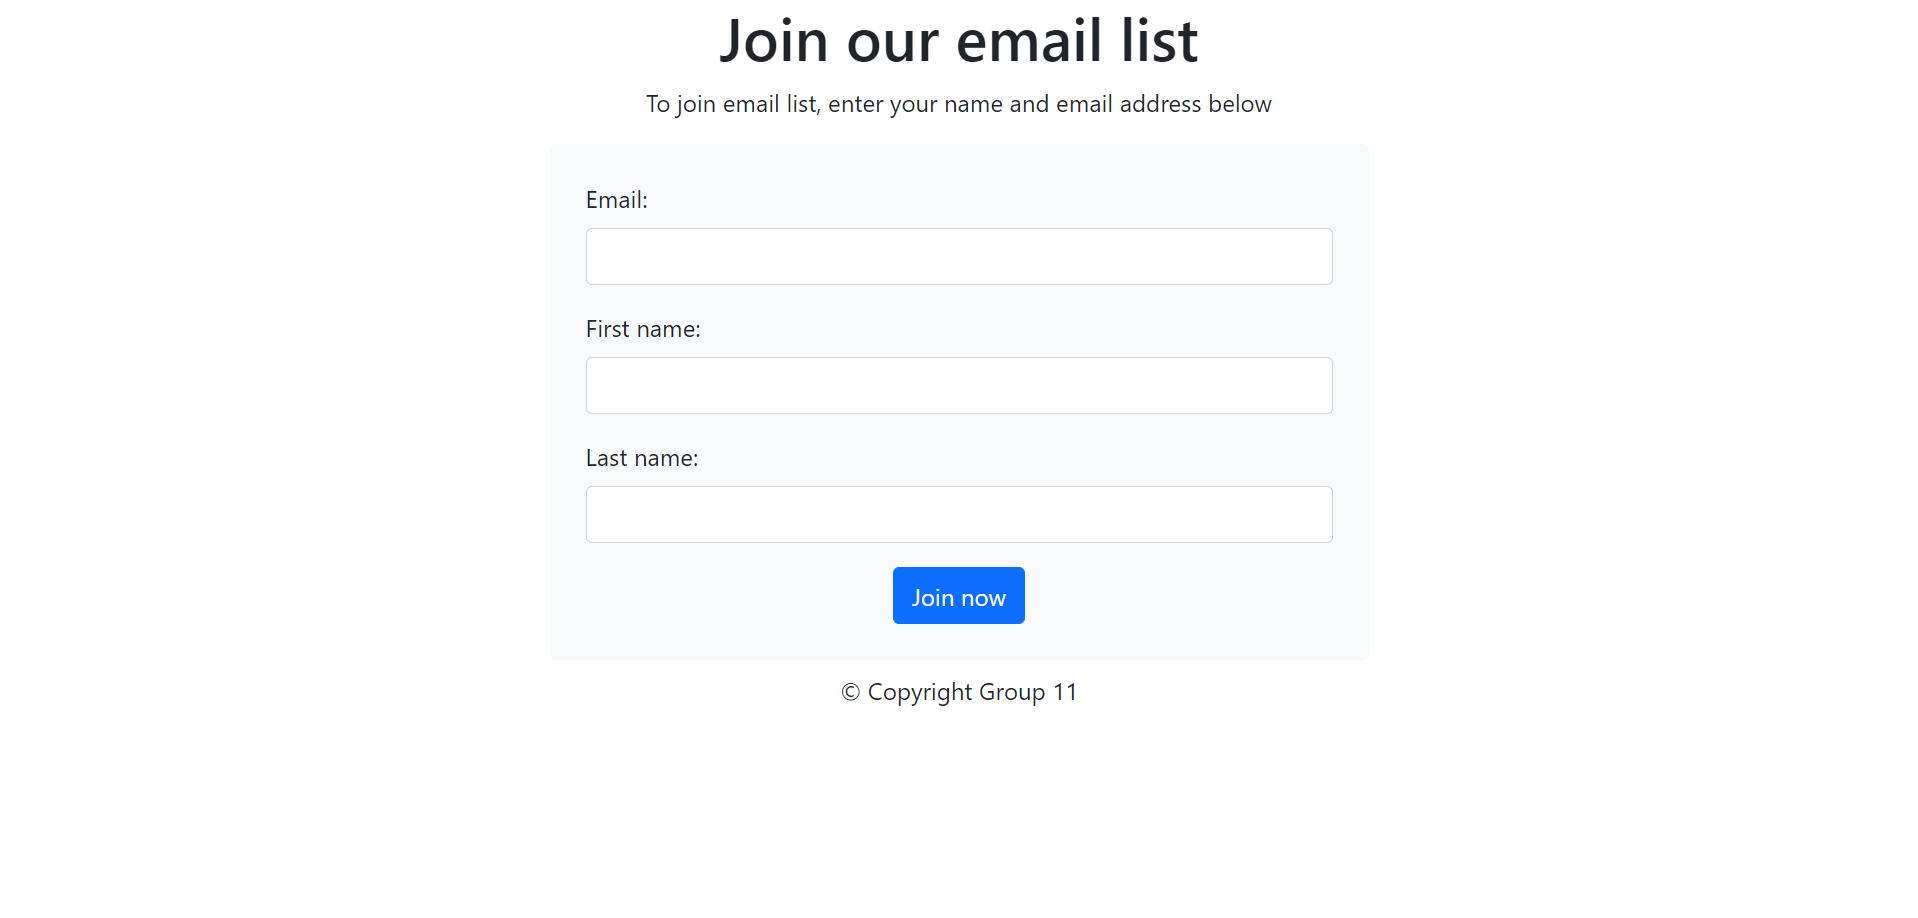 Join our email list
To join email list, enter your name and email address below
Email:
First name:
Last name:
Join now
© Copyright Group 11